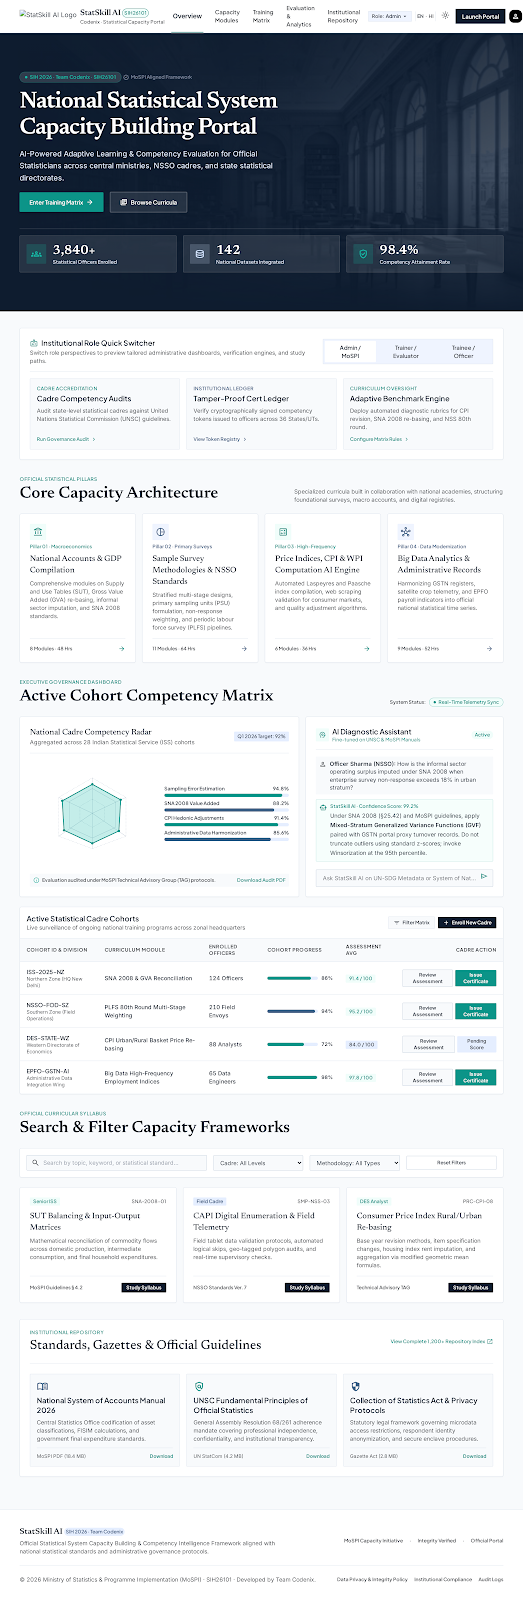 StatSkill AI Logo
StatSkill AI SIH26101
Codenix · Statistical Capacity Portal
Overview
Capacity Modules
Training Matrix
Evaluation & Analytics
Institutional Repository
Role: Admin
EN · HI
Launch Portal
SIH 2026 · Team Codenix · SIH26101
MoSPI Aligned Framework
National Statistical System
Capacity Building Portal
AI-Powered Adaptive Learning & Competency Evaluation for Official
Statisticians across central ministries, NSSO cadres, and state statistical
directorates.
Enter Training Matrix →
Browse Curricula
3,840+
Statistical Officers Enrolled
142
National Datasets Integrated
98.4%
Competency Attainment Rate
Institutional Role Quick Switcher
Switch role perspectives to preview tailored administrative dashboards, verification engines, and study
paths.
Admin / MoSPI
Trainer / Evaluator
Trainee / Officer
CADRE ACCREDITATION
Cadre Competency Audits
Audit state-level statistical cadres against United
Nations Statistical Commission (UNSC) guidelines.
Run Governance Audit >
INSTITUTIONAL LEDGER
Tamper-Proof Cert Ledger
Verify cryptographically signed competency
tokens issued to officers across 36 States/UTs.
View Token Registry >
CURRICULUM OVERSIGHT
Adaptive Benchmark Engine
Deploy automated diagnostic rubrics for CPI
revision, SNA 2008 re-basing, and NSS 80th
round.
Configure Matrix Rules >
OFFICIAL STATISTICAL PILLARS
Core Capacity Architecture
Specialized curricula built in collaboration with national academies, structuring
foundational surveys, macro accounts, and digital registries.
Pillar 01 · Macroeconomics
National Accounts & GDP
Compilation
Comprehensive modules on Supply
and Use Tables (SUT), Gross Value
Added (GVA) re-basing, informal
sector imputation, and SNA 2008
standards.
8 Modules · 48 Hrs →
Pillar 02 · Primary Surveys
Sample Survey
Methodologies & NSSO
Standards
Stratified multi-stage designs,
primary sampling units (PSU)
formulation, non-response
weighting, and periodic labour
force survey (PLFS) pipelines.
11 Modules · 64 Hrs →
Pillar 03 · High-Frequency
Price Indices, CPI & WPI
Computation AI Engine
Automated Laspeyres and Paasche
index compilation, web scraping
validation for consumer markets,
and quality adjustment algorithms.
6 Modules · 36 Hrs →
Pillar 04 · Data Modernization
Big Data Analytics &
Administrative Records
Harmonizing GSTN registers,
satellite crop telemetry, and EPFO
payroll indicators into official
national statistical time series.
9 Modules · 52 Hrs →
EXECUTIVE GOVERNANCE DASHBOARD
Active Cohort Competency Matrix
System Status:
Real-Time Telemetry Sync
National Cadre Competency Radar
Aggregated across 28 Indian Statistical Service (ISS) cohorts
Q1 2026 Target: 92%
Sampling Error Estimation 94.8%
SNA 2008 Value Added 88.2%
CPI Hedonic Adjustments 91.4%
Administrative Data Harmonization 85.6%
Evaluation audited under MoSPI Technical Advisory Group (TAG) protocols.
Download Audit PDF
AI Diagnostic Assistant
Fine-tuned on UNSC & MoSPI Manuals
Active
Officer Sharma (NSSO): How is the informal sector
operating surplus imputed under SNA 2008 when
enterprise survey non-response exceeds 18% in urban
stratum?
StatSkill AI · Confidence Score: 99.2%
Under SNA 2008 (§25.42) and MoSPI guidelines, apply
Mixed-Stratum Generalized Variance Functions (GVF)
paired with GSTN portal proxy turnover records. Do not
truncate outliers using standard z-scores; invoke
Winsorization at the 95th percentile.
Ask StatSkill AI on UN-SDG Metadata or System of Nat...
Active Statistical Cadre Cohorts
Live surveillance of ongoing national training programs across zonal headquarters
Filter Matrix
+ Enroll New Cadre
COHORT ID & DIVISION
CURRICULUM MODULE
ENROLLED OFFICERS
COHORT PROGRESS
ASSESSMENT AVG
CADRE ACTION
ISS-2025-NZ
Northern Zone (HQ New Delhi)
SNA 2008 & GVA Reconciliation
124 Officers
86%
91.4 / 100
Review Assessment
Issue Certificate
NSSO-FOD-SZ
Southern Zone (Field Operations)
PLFS 80th Round Multi-Stage Weighting
210 Field Envoys
94%
95.2 / 100
Review Assessment
Issue Certificate
DES-STATE-WZ
Western Directorate of Economics
CPI Urban/Rural Basket Price Re-basing
88 Analysts
72%
84.0 / 100
Review Assessment
Pending Score
EPFO-GSTN-AI
Administrative Data Integration Wing
Big Data High-Frequency Employment Indices
65 Data Engineers
98%
97.8 / 100
Review Assessment
Issue Certificate
OFFICIAL CURRICULAR SYLLABUS
Search & Filter Capacity Frameworks
Search by topic, keyword, or statistical standard...
Cadre: All Levels
Methodology: All Types
Reset Filters
Senior ISS
SNA-2008-01
SUT Balancing & Input-Output
Matrices
Mathematical reconciliation of commodity flows
across domestic production, intermediate
consumption, and final household expenditures.
MoSPI Guidelines §4.2
Study Syllabus
Field Cadre
SMP-NSS-03
CAPI Digital Enumeration & Field
Telemetry
Field tablet data validation protocols, automated
logical skips, geo-tagged polygon audits, and
real-time supervisory checks.
NSSO Standards Ver. 7
Study Syllabus
DES Analyst
PRC-CPI-08
Consumer Price Index Rural/Urban
Re-basing
Base year revision methods, item specification
changes, housing index rent imputation, and
aggregation via modified geometric mean
formulas.
Technical Advisory TAG
Study Syllabus
INSTITUTIONAL REPOSITORY
Standards, Gazettes & Official Guidelines
View Complete 1,200+ Repository Index
National System of Accounts Manual
2026
Central Statistics Office codification of asset
classifications, FISIM calculations, and
government final expenditure standards.
MoSPI PDF (18.4 MB)
Download
UNSC Fundamental Principles of
Official Statistics
General Assembly Resolution 68/261 adherence
mandate covering professional independence,
confidentiality, and institutional transparency.
UN StatCom (4.2 MB)
Download
Collection of Statistics Act & Privacy
Protocols
Statutory legal framework governing microdata
access restrictions, respondent identity
anonymization, and secure enclave procedures.
Gazette Act (2.8 MB)
Download
StatSkill AI SIH 2026 · Team Codenix
Official Statistical System Capacity Building & Competency Intelligence Framework aligned with
national statistical standards and administrative governance protocols.
MoSPI Capacity Initiative · Integrity Verified · Official Portal
© 2026 Ministry of Statistics & Programme Implementation (MoSPI) · SIH26101 · Developed by Team Codenix.
Data Privacy & Integrity Policy
Institutional Compliance
Audit Logs